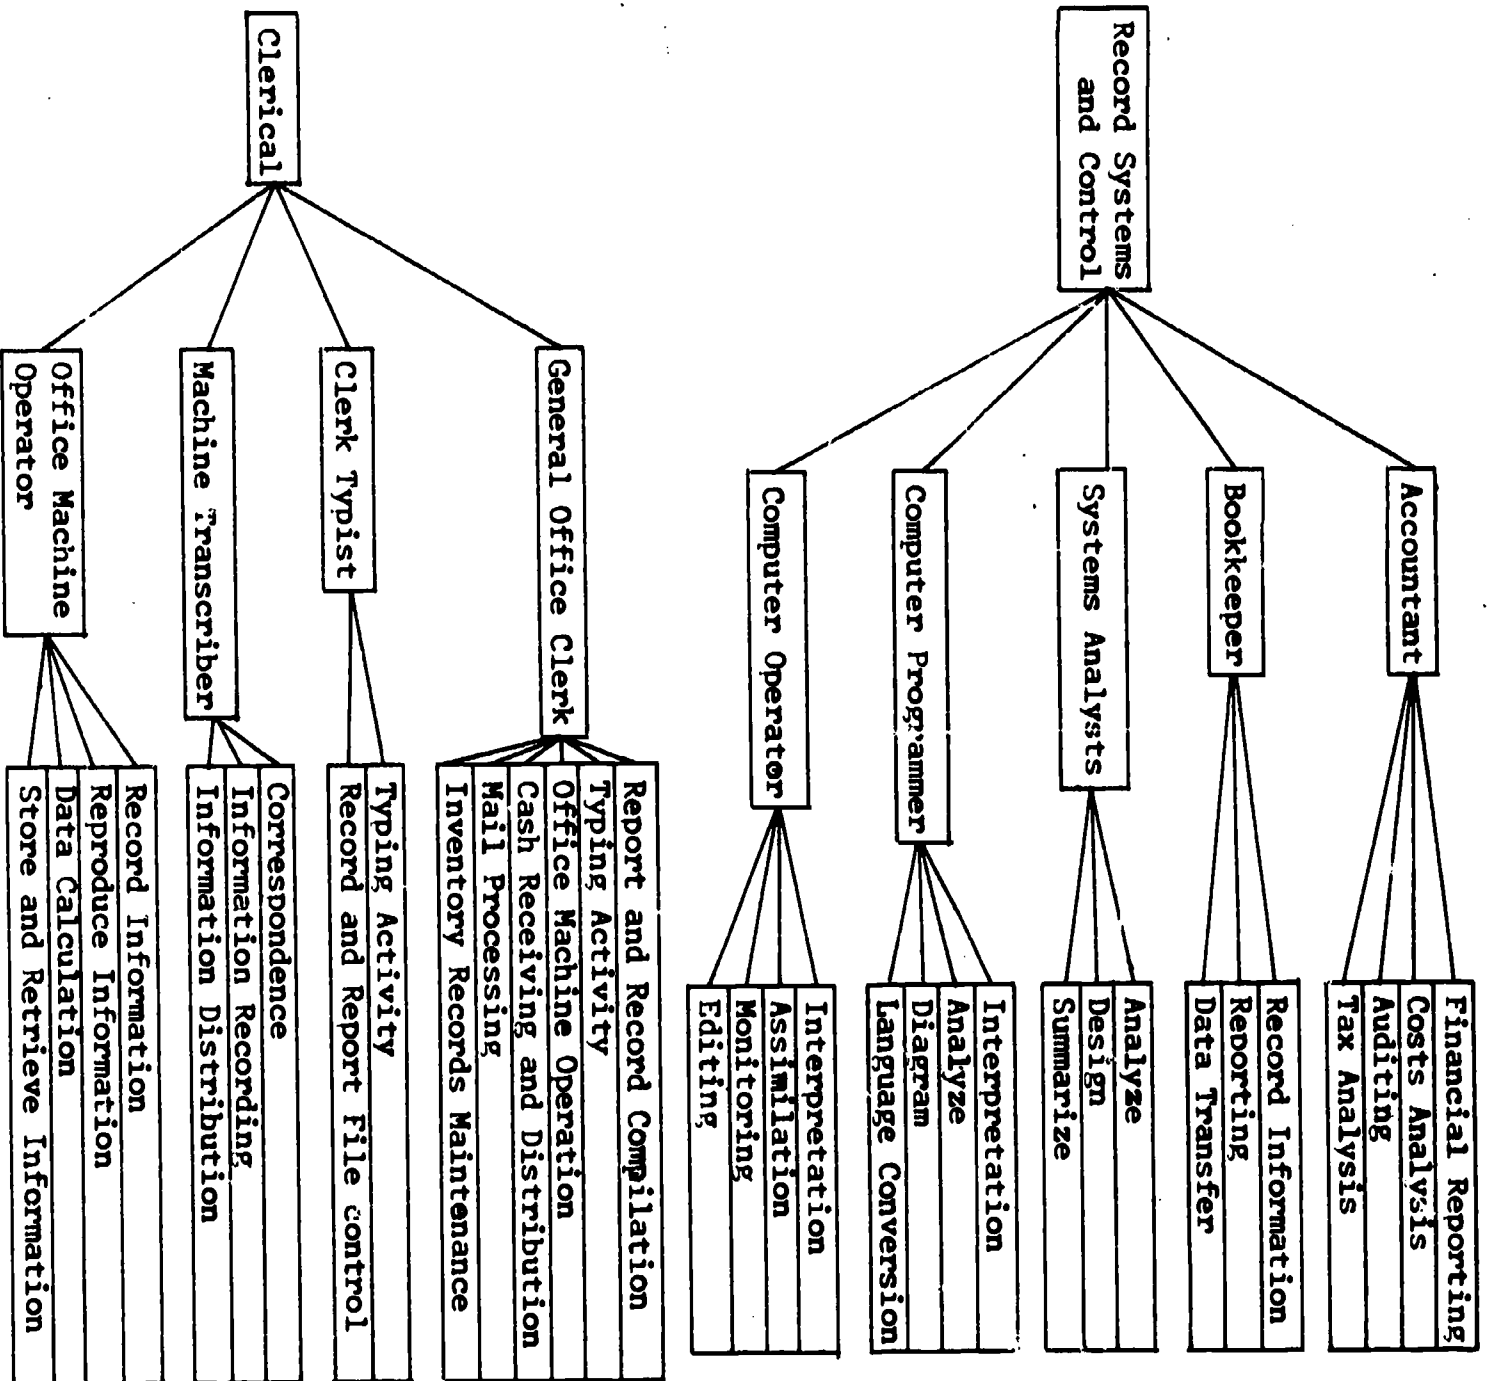 Record Systems
and Control
Accountant
Financial Reporting
Costs Analysis
Auditing
Tax Analysis
Bookkeeper
Record Information
Reporting
Data Transfer
Systems Analysts
Analyze
Design
Summarize
Computer Programmer
Interpretation
Analyze
Diagram
Language Conversion
Computer Operator
Interpretation
Assimilation
Monitoring
Editing
Clerical
General Office Clerk
Report and Record Compilation
Typing Activity
Office Machine Operation
Cash Receiving and Distribution
Mail Processing
Inventory Records Maintenance
Clerk Typist
Typing Activity
Record and Report File control
Machine Transcriber
Correspondence
Information Recording
Information Distribution
Office Machine
Operator
Record Information
Reproduce Information
Data Calculation
Store and Retrieve Information